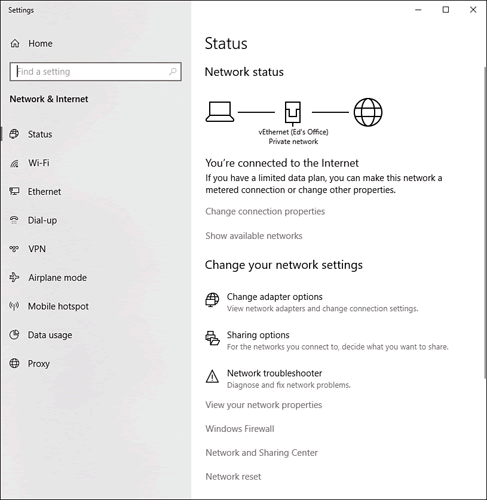 Settings
Home
Find a setting
Network & Internet
Status
Wi-Fi
Ethernet
Dial-up
VPN
Airplane mode
Mobile hotspot
Data usage
Proxy
Status
Network status
vEthernet (Ed's Office)
Private network
You're connected to the Internet
If you have a limited data plan, you can make this network a
metered connection or change other properties.
Change connection properties
Show available networks
Change your network settings
Change adapter options
View network adapters and change connection settings.
Sharing options
For the networks you connect to, decide what you want to share.
Network troubleshooter
Diagnose and fix network problems.
View your network properties
Windows Firewall
Network and Sharing Center
Network reset